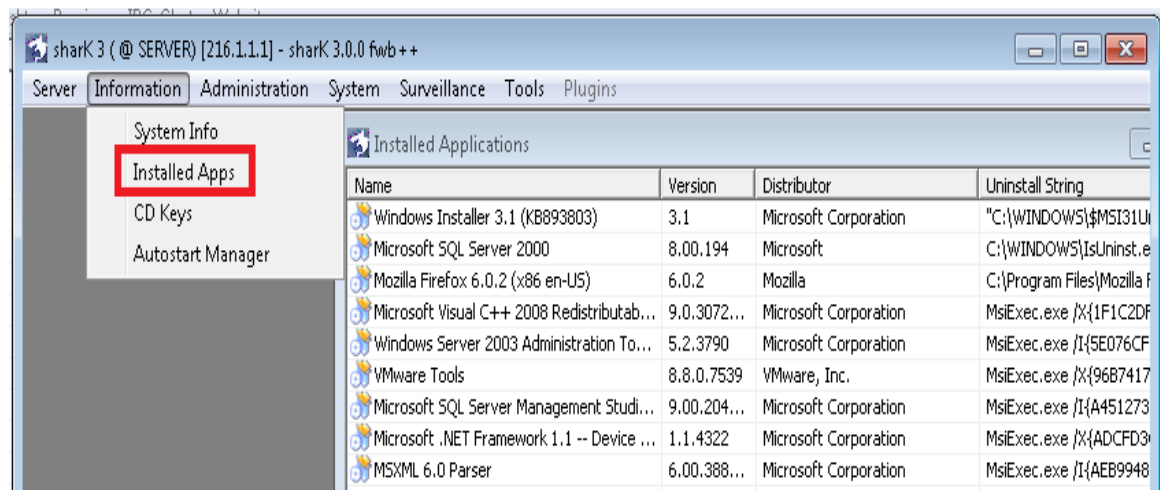 sharK 3 ( @ SERVER) [216.1.1.1] - sharK 3.0.0 fwb++
Server Information Administration System Surveillance Tools Plugins
System Info
Installed Apps
CD Keys
Autostart Manager
Installed Applications
Name Version Distributor Uninstall String
Windows Installer 3.1 (KB893803) 3.1 Microsoft Corporation "C:\WINDOWS\$MSI31U
Microsoft SQL Server 2000 8.00.194 Microsoft C:\WINDOWS\IsUninst.e
Mozilla Firefox 6.0.2 (x86 en-US) 6.0.2 Mozilla C:\Program Files\Mozilla F
Microsoft Visual C++ 2008 Redistributab... 9.0.3072... Microsoft Corporation MsiExec.exe /X{1F1C2DF
Windows Server 2003 Administration To... 5.2.3790 Microsoft Corporation MsiExec.exe /I{5E076CF
VMware Tools 8.8.0.7539 VMware, Inc. MsiExec.exe /X{96B7417
Microsoft SQL Server Management Studi... 9.00.204... Microsoft Corporation MsiExec.exe /I{A451273
Microsoft .NET Framework 1.1 -- Device ... 1.1.4322 Microsoft Corporation MsiExec.exe /X{ADCFD3
MSXML 6.0 Parser 6.00.388... Microsoft Corporation MsiExec.exe /I{AEB9948